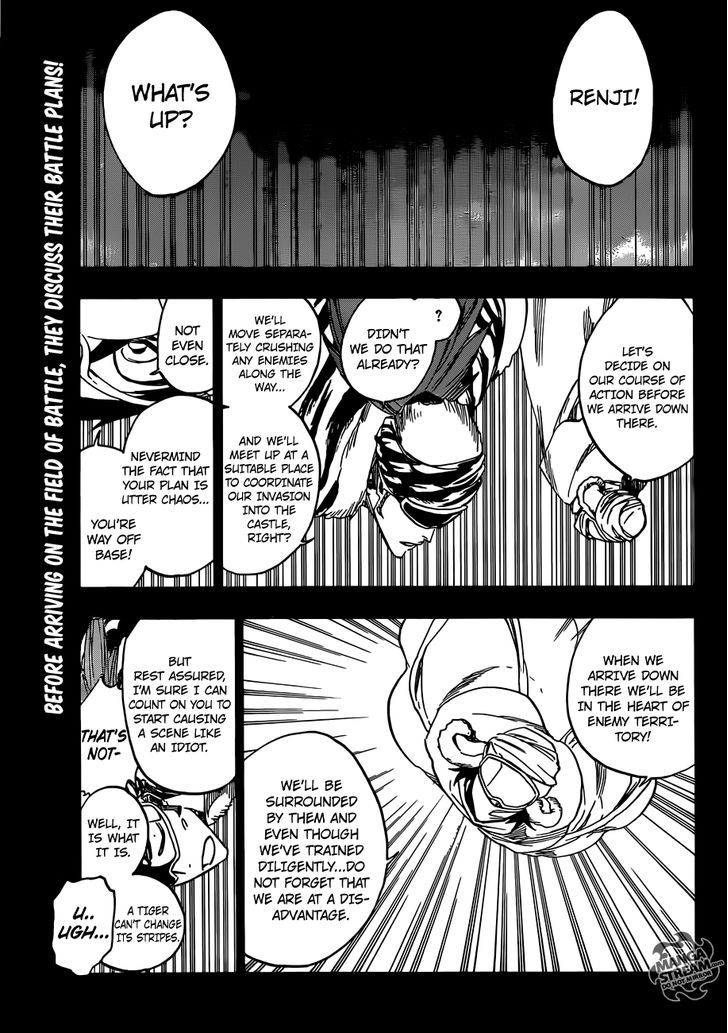 BEFORE ARRIVING ON THE FIELD OF BATTLE, THEY DISCUSS THEIR BATTLE PLANS!
RENJI!
WHAT'S
UP?
LET'S
DECIDE ON
OUR COURSE OF
ACTION BEFORE
WE ARRIVE DOWN
THERE.
?
DIDN'T
WE DO THAT
ALREADY?
WE'LL
MOVE SEPARA-
TELY CRUSHING
ANY ENEMIES
ALONG THE
WAY...
AND WE'LL
MEET UP AT A
SUITABLE PLACE
TO COORDINATE
OUR INVASION
INTO THE
CASTLE,
RIGHT?
NOT
EVEN
CLOSE.
NEVERMIND
THE FACT THAT
YOUR PLAN IS
UTTER CHAOS...
YOU'RE
WAY OFF
BASE!
WHEN WE
ARRIVE DOWN
THERE WE'LL BE
IN THE HEART OF
ENEMY TERRI-
TORY!
WE'LL BE
SURROUNDED
BY THEM AND
EVEN THOUGH
WE'VE TRAINED
DILIGENTLY...DO
NOT FORGET THAT
WE ARE AT A DIS-
ADVANTAGE.
BUT
REST ASSURED,
I'M SURE I CAN
COUNT ON YOU TO
START CAUSING
A SCENE LIKE
AN IDIOT.
THAT'S
NOT-
WELL, IT
IS WHAT
IT IS.
A TIGER
CAN'T CHANGE
ITS STRIPES.
U..
UGH...
MANGA
STREAM.com
DO NOT MIRROR!